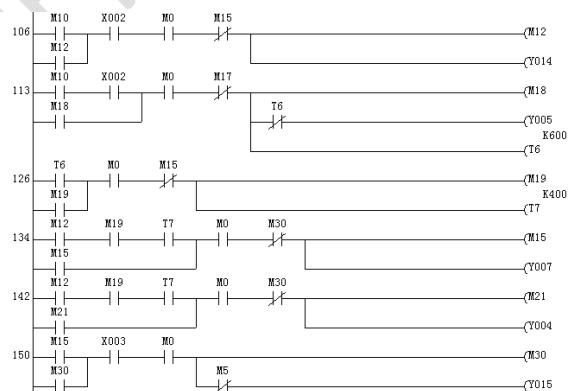 M10 X002 M0 M15
106 (M12
M12
(Y014
M10 X002 M0 M17
113 (M18
M18 T6
(Y005
K600
(T6
T6 M0 M15
126 (M19
M19 K400
(T7
M12 M19 T7 M0 M30
134 (M15
M15
(Y007
M12 M19 T7 M0 M30
142 (M21
M21
(Y004
M15 X003 M0
150 (M30
M30 M5
(Y015